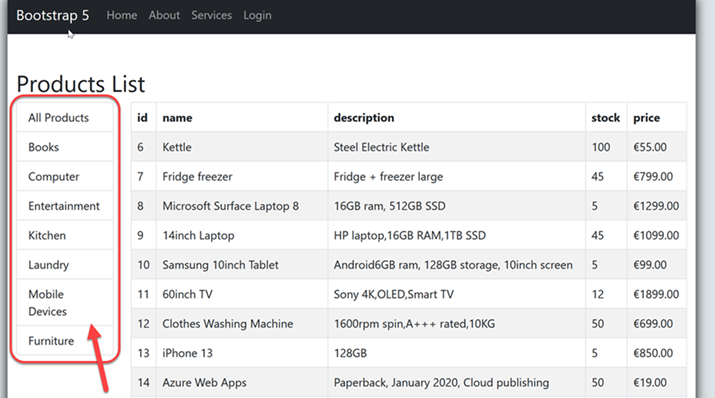 Bootstrap 5 Home About Services Login
Products List
All Products
Books
Computer
Entertainment
Kitchen
Laundry
Mobile
Devices
Furniture
id name description stock price
6 Kettle Steel Electric Kettle 100 €55.00
7 Fridge freezer Fridge + freezer large 45 €799.00
8 Microsoft Surface Laptop 8 16GB ram, 512GB SSD 5 €1299.00
9 14inch Laptop HP laptop,16GB RAM,1TB SSD 45 €1099.00
10 Samsung 10inch Tablet Android6GB ram, 128GB storage, 10inch screen 5 €99.00
11 60inch TV Sony 4K,OLED,Smart TV 12 €1899.00
12 Clothes Washing Machine 1600rpm spin,A+++ rated,10KG 50 €699.00
13 iPhone 13 128GB 5 €850.00
14 Azure Web Apps Paperback, January 2020, Cloud publishing 50 €19.00